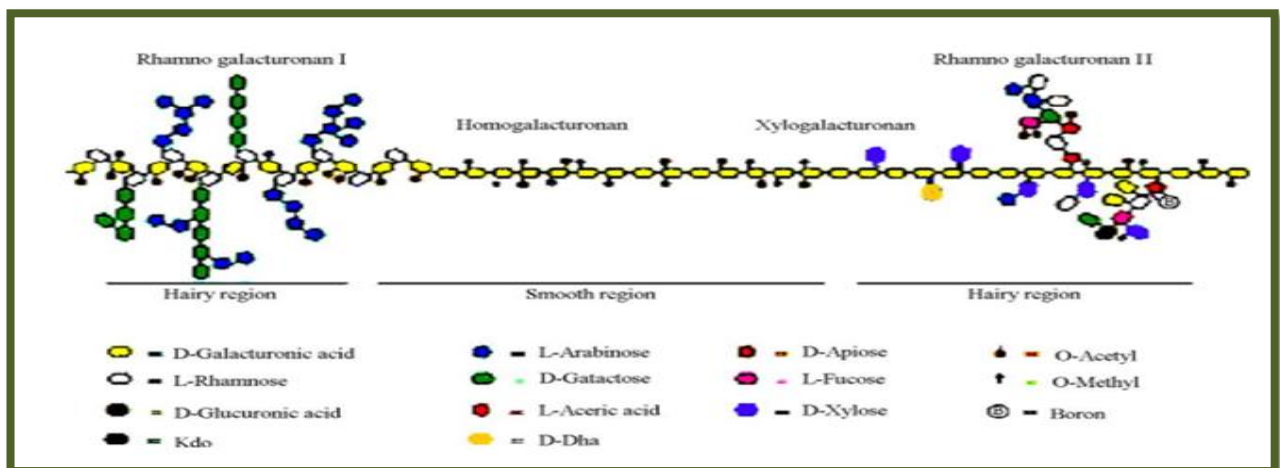 Rhamno galacturonan I
Rhamno galacturonan II
Homogalacturonan
Xylogalacturonan
B
Hairy region
Smooth region
Hairy region
D-Galacturonic acid
L-Arabinose
D-Apiose
O-Acetyl
L-Rhamnose
D-Gatactose
L-Fucose
O-Methyl
D-Glucuronic acid
L-Aceric acid
D-Xylose
B
Boron
Kdo
D-Dha